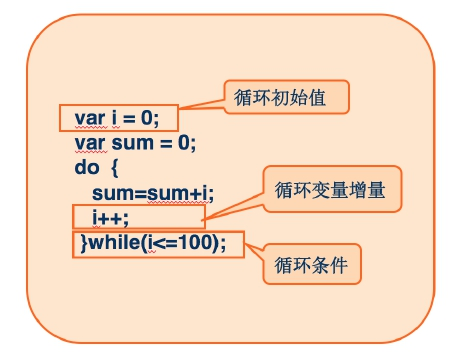 循环初始值
var i = 0;
var sum = 0;
do {
sum=sum+i;
循环变量增量
i++;
}while(i<=100);
循环条件